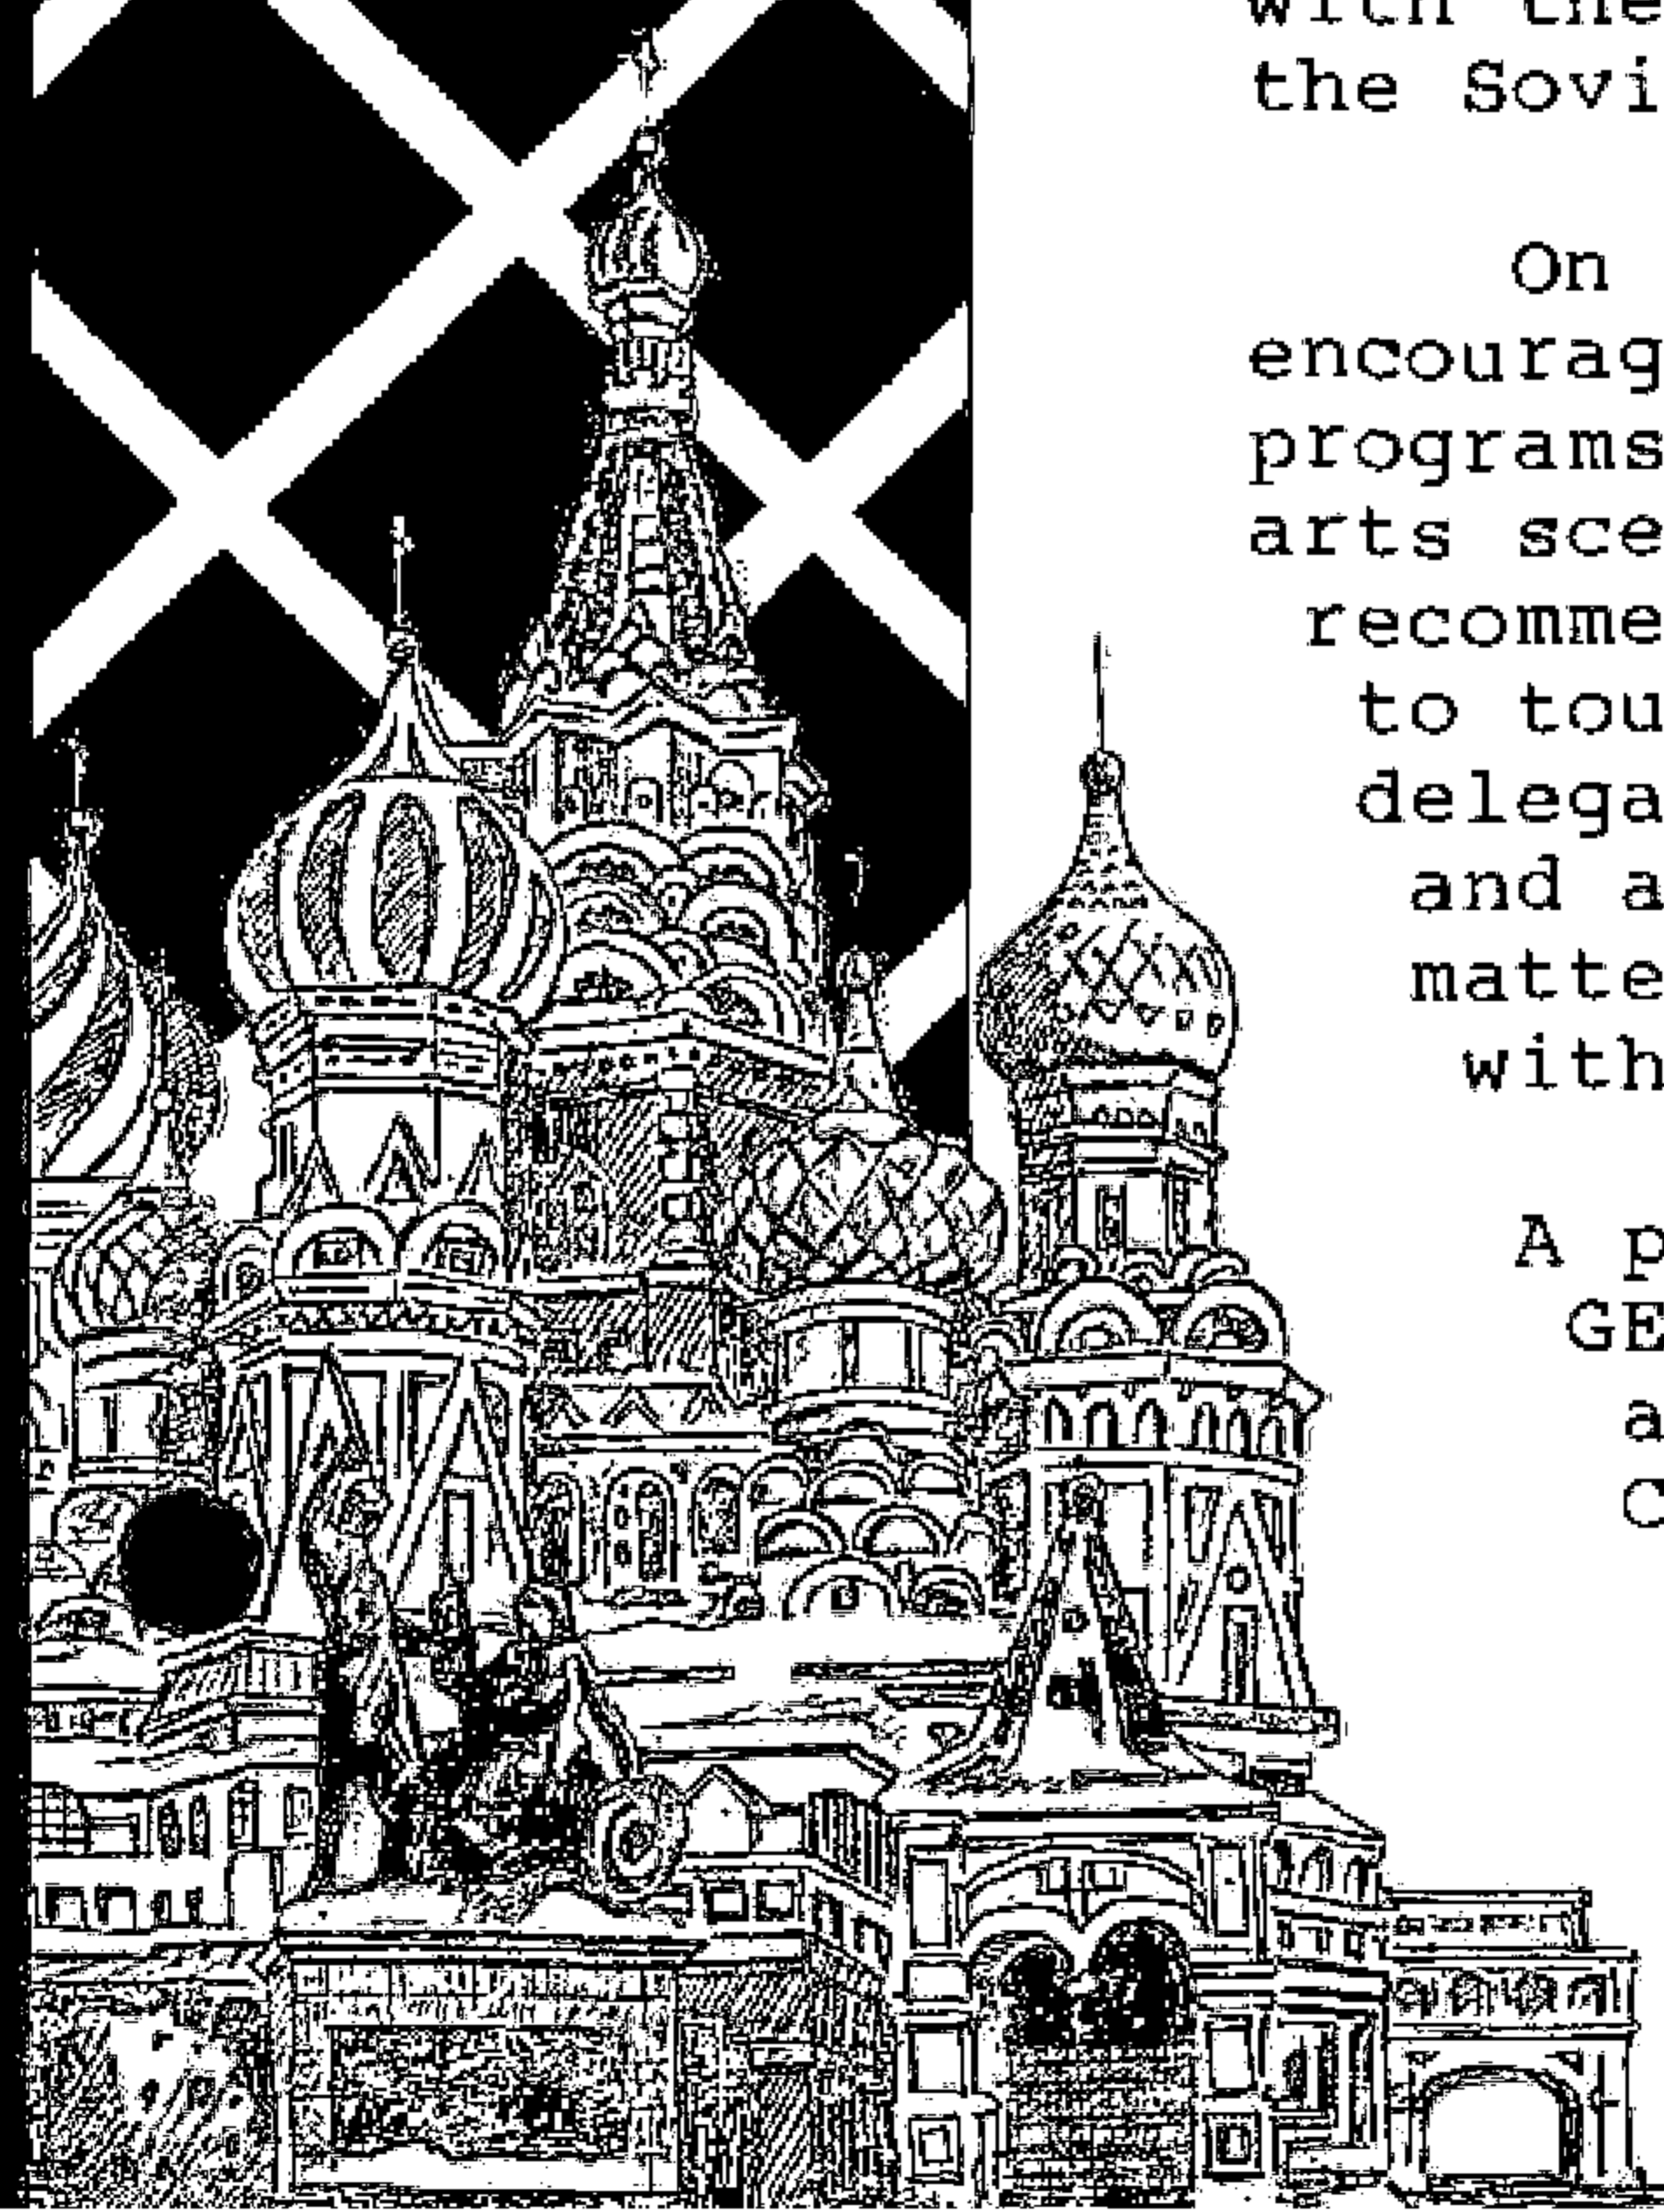 with the
the Sovi
On
encourag
programs
arts sce
recomme
to tou
delega
and a
matte
with
A p
GE
a
C